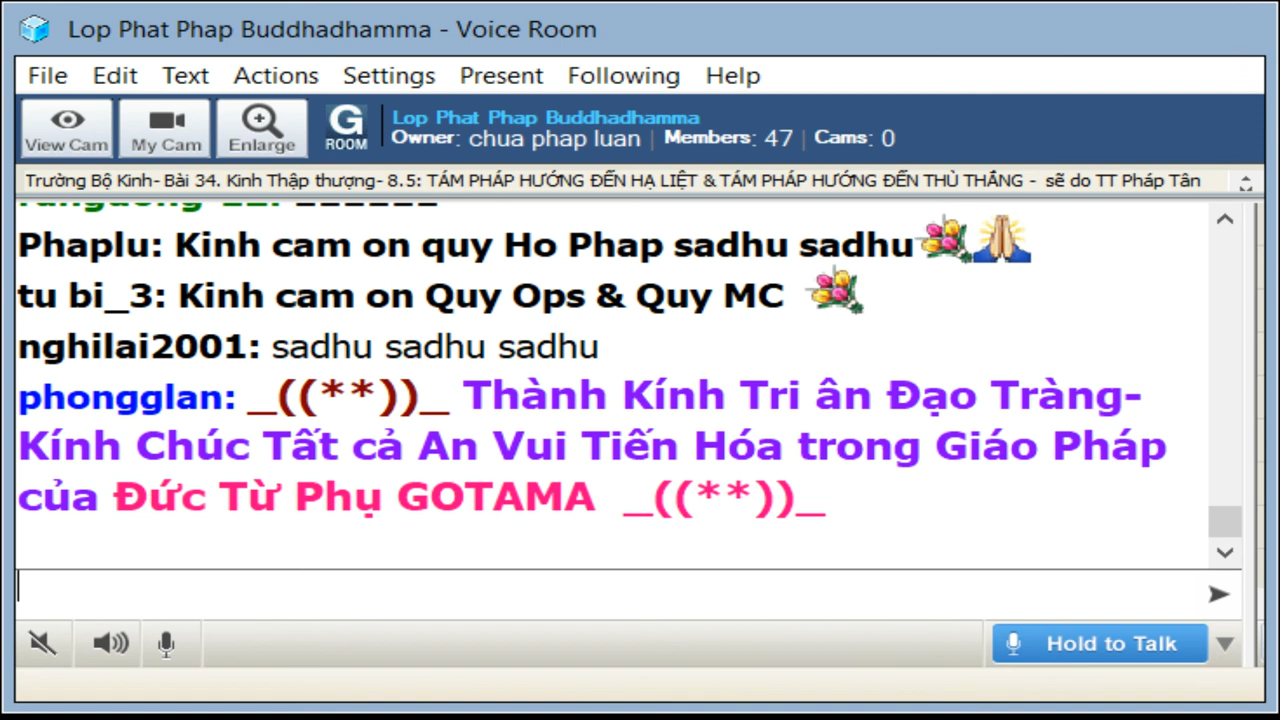 Lop Phat Phap Buddhadhamma - Voice Room
File Edit Text Actions Settings Present Following Help
View Cam My Cam Enlarge G ROOM
Lop Phat Phap Buddhadhamma
Owner: chua phap luan | Members: 47 | Cams: 0
Trường Bộ Kinh- Bài 34. Kinh Thập thượng- 8.5: TÁM PHÁP HƯỚNG ĐẾN HẠ LIỆT & TÁM PHÁP HƯỚNG ĐẾN THÙ THẮNG - sẽ do TT Pháp Tân
Phaplu: Kinh cam on quy Ho Phap sadhu sadhu
tu bi_3: Kinh cam on Quy Ops & Quy MC
nghilai2001: sadhu sadhu sadhu
phongglan: _((**))_ Thành Kính Tri ân Đạo Tràng-
Kính Chúc Tất cả An Vui Tiến Hóa trong Giáo Pháp
của Đức Từ Phụ GOTAMA _((**))_
Hold to Talk